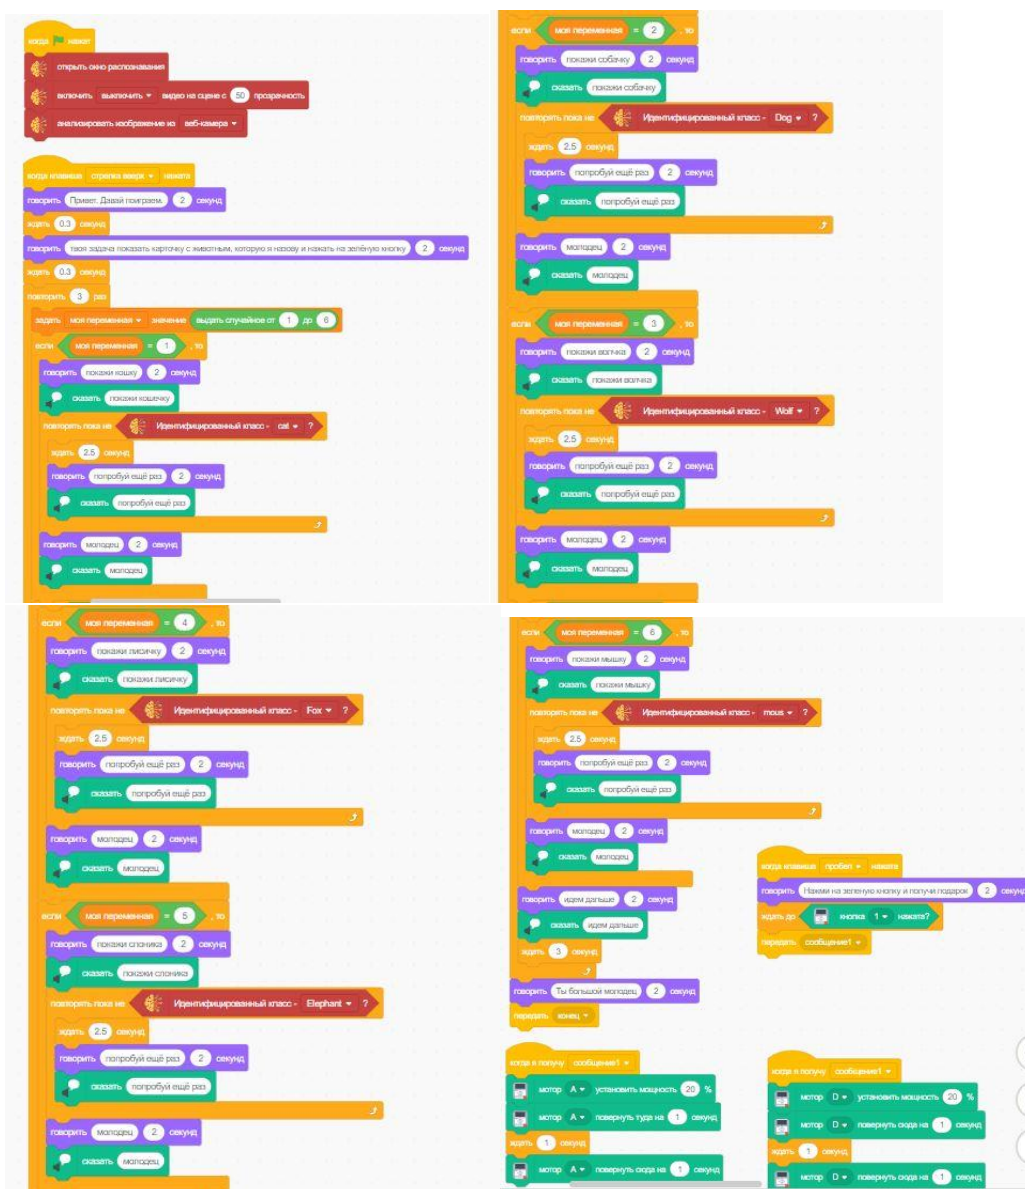 когда нажат
открыть окно распознавания
включить выключить видео на сцене с 50 прозрачность
анализировать изображение из веб-камера
когда клавиша стрелка вверх нажата
говорить Привет. Давай поиграем. 2 секунд
ждать 0.3 секунд
говорить твоя задача показать карточку с животным, которую я назову и нажать на зелёную кнопку 2 секунд
ждать 0.3 секунд
повторить 3 раз
задать моя переменная значение выдать случайное от 1 до 6
если моя переменная = 1 , то
говорить покажи кошку 2 секунд
сказать покажи кошечку
повторять пока не Идентифицированный класс - cat ?
ждать 2.5 секунд
говорить попробуй ещё раз 2 секунд
сказать попробуй ещё раз
говорить молодец 2 секунд
сказать молодец
если моя переменная = 2 , то
говорить покажи собачку 2 секунд
сказать покажи собачку
повторять пока не Идентифицированный класс - Dog ?
ждать 2.5 секунд
говорить попробуй ещё раз 2 секунд
сказать попробуй ещё раз
говорить молодец 2 секунд
сказать молодец
если моя переменная = 3 , то
говорить покажи волчка 2 секунд
сказать покажи волчка
повторять пока не Идентифицированный класс - Wolf ?
ждать 2.5 секунд
говорить попробуй ещё раз 2 секунд
сказать попробуй ещё раз
говорить молодец 2 секунд
сказать молодец
если моя переменная = 4 , то
говорить покажи лисичку 2 секунд
сказать покажи лисичку
повторять пока не Идентифицированный класс - Fox ?
ждать 2.5 секунд
говорить попробуй ещё раз 2 секунд
сказать попробуй ещё раз
говорить молодец 2 секунд
сказать молодец
если моя переменная = 5 , то
говорить покажи слоника 2 секунд
сказать покажи слоника
повторять пока не Идентифицированный класс - Elephant ?
ждать 2.5 секунд
говорить попробуй ещё раз 2 секунд
сказать попробуй ещё раз
говорить молодец 2 секунд
сказать молодец
если моя переменная = 6 , то
говорить покажи мышку 2 секунд
сказать покажи мышку
повторять пока не Идентифицированный класс - mous ?
ждать 2.5 секунд
говорить попробуй ещё раз 2 секунд
сказать попробуй ещё раз
говорить молодец 2 секунд
сказать молодец
говорить идем дальше 2 секунд
сказать идем дальше
ждать 3 секунд
говорить Ты большой молодец 2 секунд
передать конец
когда клавиша пробел нажата
говорить Нажми на зеленую кнопку и получи подарок 2 секунд
ждать до кнопка 1 нажата?
передать сообщение1
когда я получу сообщение1
мотор A установить мощность 20 %
мотор A повернуть туда на 1 секунд
ждать 1 секунд
мотор A повернуть сюда на 1 секунд
когда я получу сообщение1
мотор D установить мощность 20 %
мотор D повернуть сюда на 1 секунд
ждать 1 секунд
мотор D повернуть сюда на 1 секунд